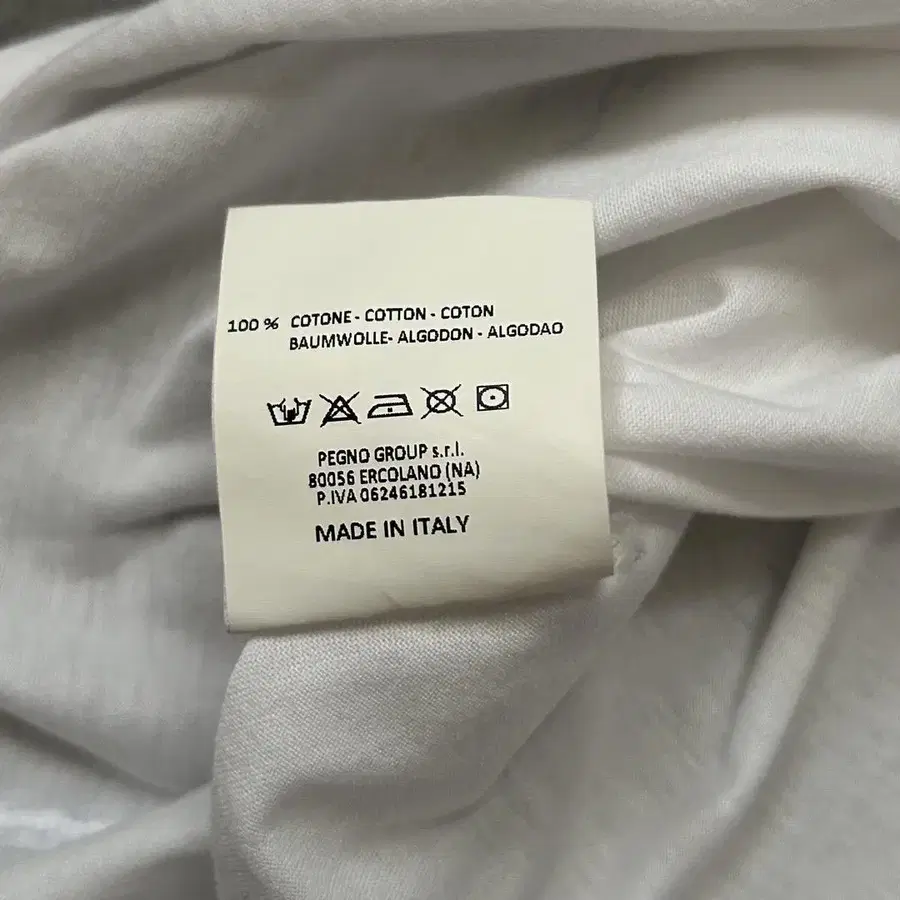 100 % COTONE - COTTON - COTON
BAUMWOLLE- ALGODON - ALGODAO
PEGNO GROUP s.r.l.
80056 ERCOLANO (NA)
P.IVA 06246181215
MADE IN ITALY